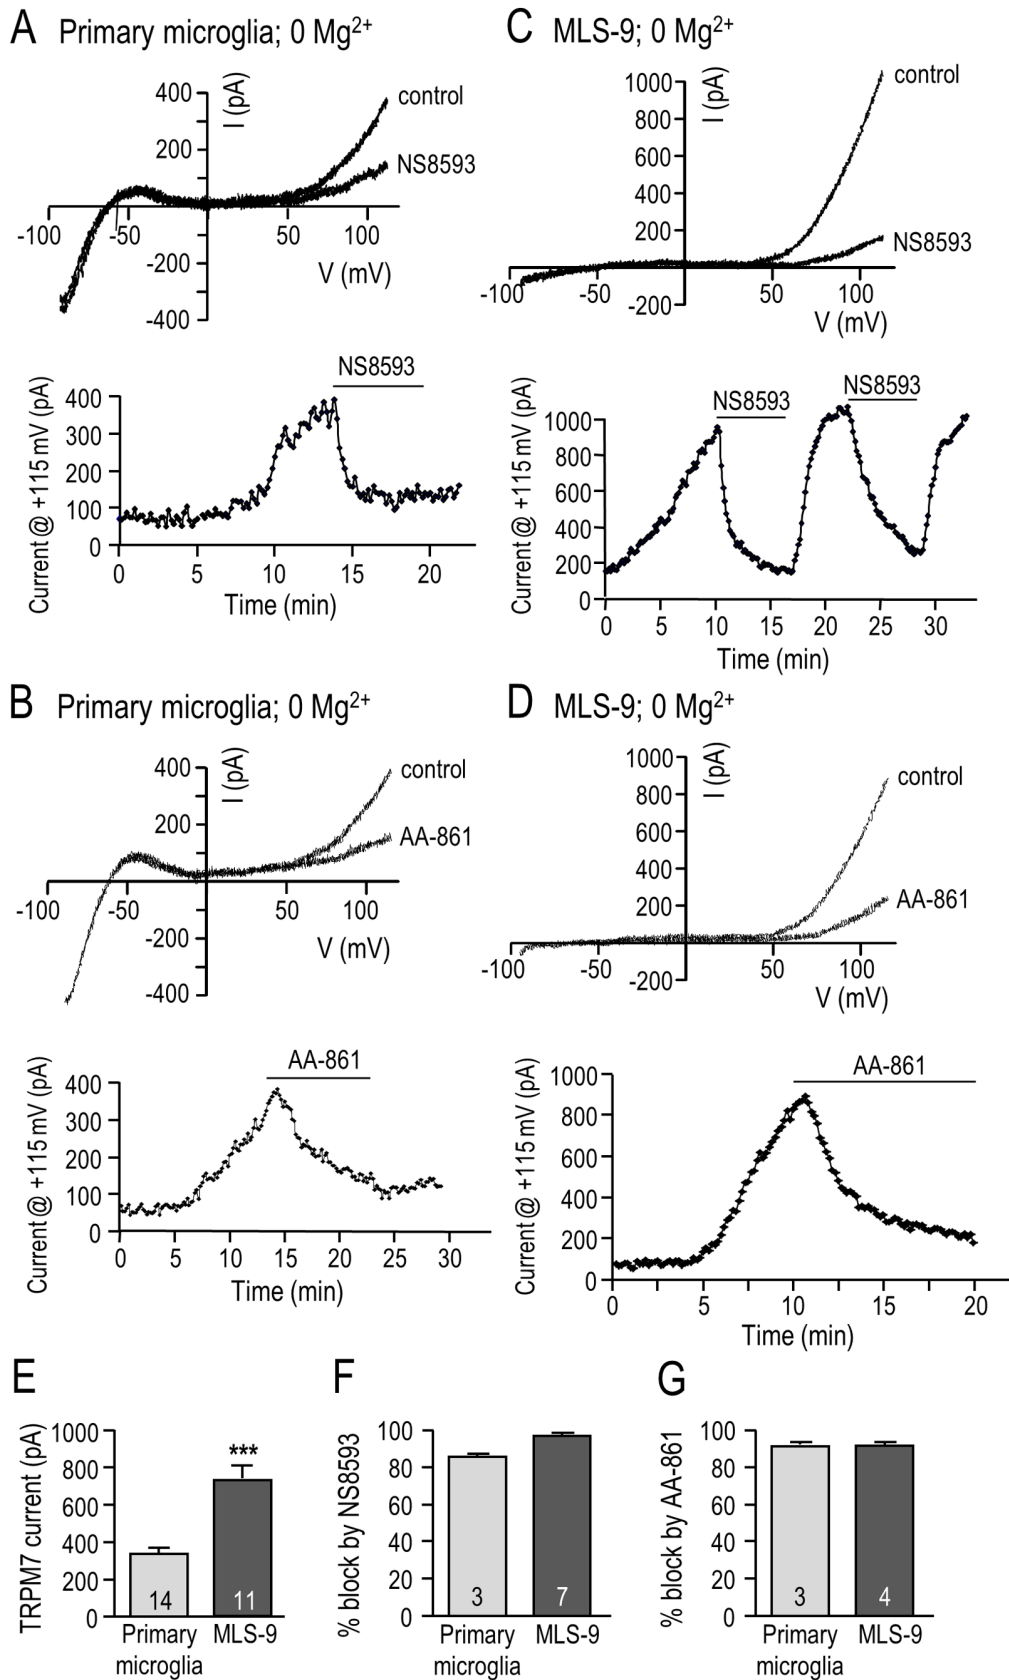 A Primary microglia; 0 Mg2+
I (pA)
400
control
200
NS8593
-100
-50
50
100
-200
V (mV)
-400
NS8593
Current @ +115 mV (pA)
400
300
200
100
0
0 5 10 15 20
Time (min)
C MLS-9; 0 Mg2+
I (pA)
1000
control
800
600
400
200
NS8593
-100
-50
50
100
-200
V (mV)
NS8593
NS8593
Current @ +115 mV (pA)
1000
800
600
400
200
0
0 5 10 15 20 25 30
Time (min)
B Primary microglia; 0 Mg2+
I (pA)
400
control
200
AA-861
-100
-50
50
100
-200
V (mV)
-400
AA-861
Current @ +115 mV (pA)
400
300
200
100
0
0 5 10 15 20 25 30
Time (min)
D MLS-9; 0 Mg2+
I (pA)
1000
control
800
600
400
200
AA-861
-100
-50
50
100
-200
V (mV)
AA-861
Current @ +115 mV (pA)
1000
800
600
400
200
0
0 5 10 15 20
Time (min)
E
TRPM7 current (pA)
1000
800
600
400
200
0
***
14
11
Primary
microglia
MLS-9
F
% block by NS8593
100
80
60
40
20
0
3
7
Primary
microglia
MLS-9
G
% block by AA-861
100
80
60
40
20
0
3
4
Primary
microglia
MLS-9